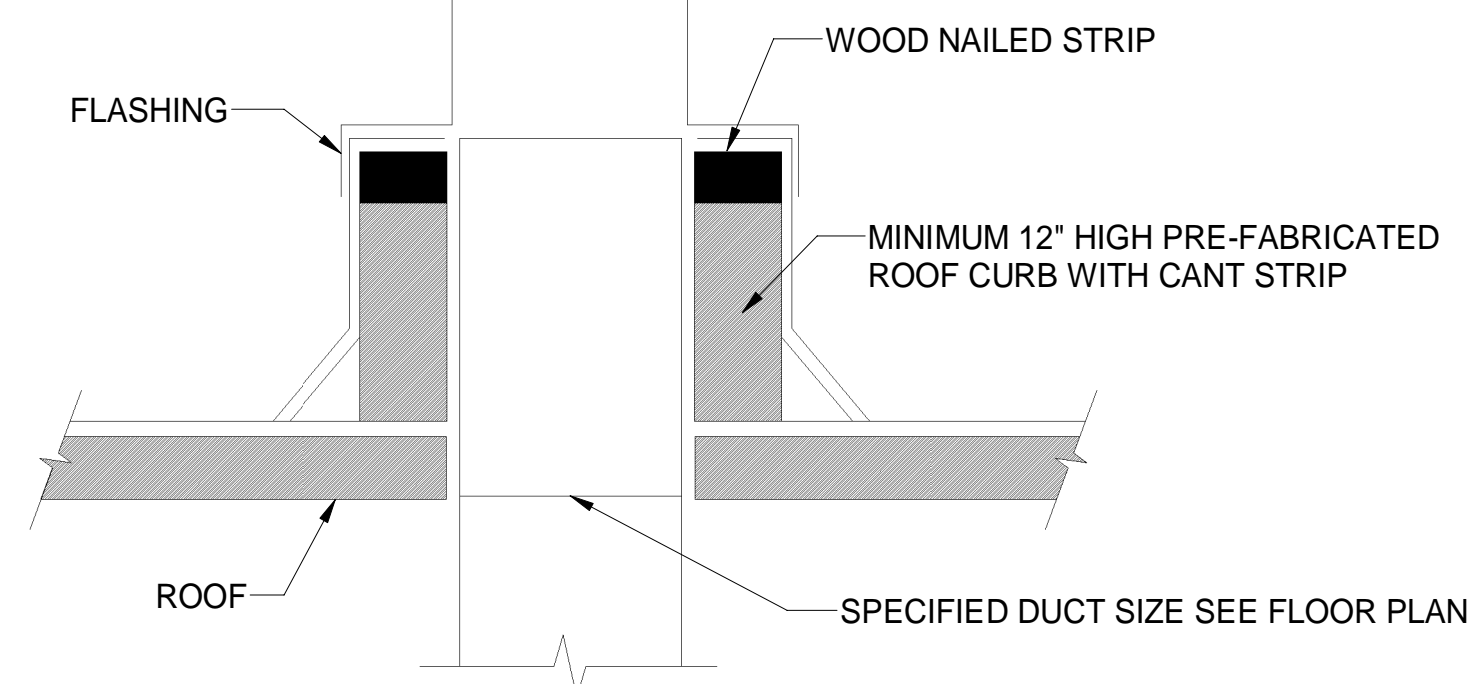 WOOD NAILED STRIP
FLASHING
MINIMUM 12" HIGH PRE-FABRICATED
ROOF CURB WITH CANT STRIP
ROOF
SPECIFIED DUCT SIZE SEE FLOOR PLAN